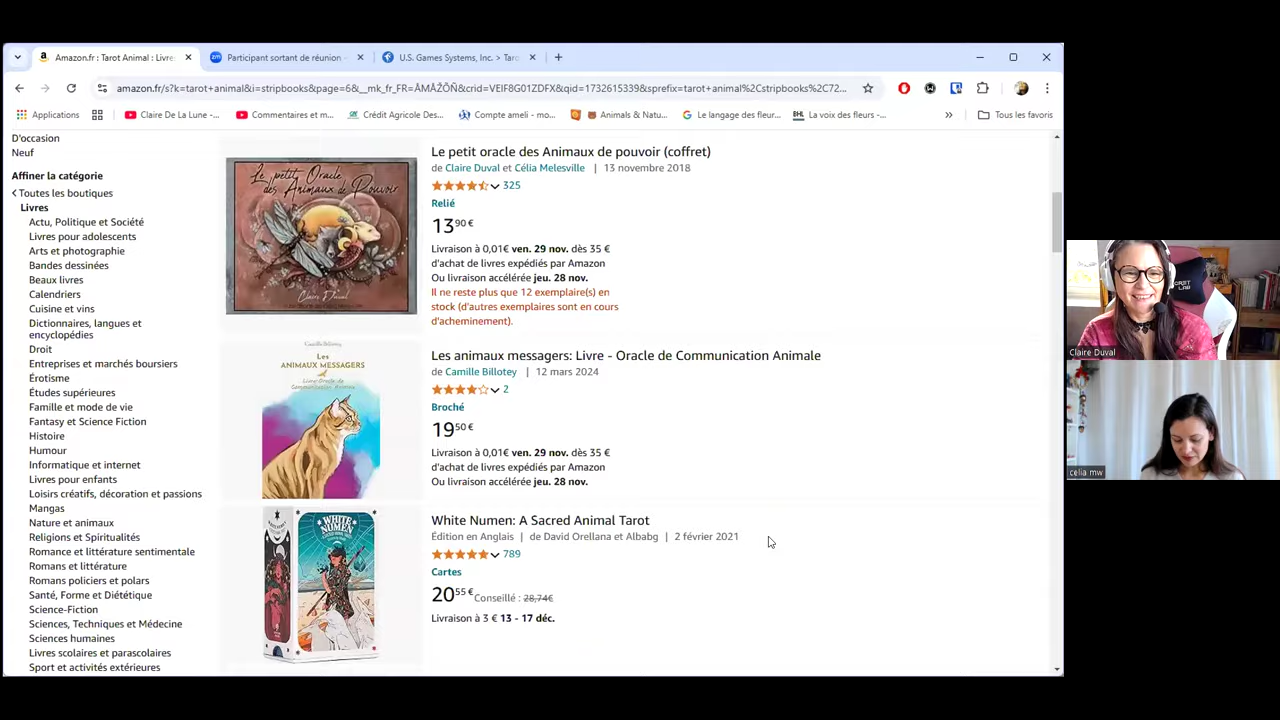 Amazon.fr : Tarot Animal : Livre
Participant sortant de réunion -
U.S. Games Systems, Inc. > Taro
amazon.fr/s?k=tarot+animal&i=stripbooks&page=6&__mk_fr_FR=ÅMÅŽÕÑ&crid=VEIF8G01ZDFX&qid=1732615339&sprefix=tarot+animal%2Cstripbooks%2C72...
Applications
Claire De La Lune -...
Commentaires et m...
Crédit Agricole Des...
Compte ameli - mo...
Animals & Natu...
Le langage des fleur...
BHL
La voix des fleurs -...
»
Tous les favoris
D'occasion
Neuf
Affiner la catégorie
Toutes les boutiques
Livres
Actu, Politique et Société
Livres pour adolescents
Arts et photographie
Bandes dessinées
Beaux livres
Calendriers
Cuisine et vins
Dictionnaires, langues et
encyclopédies
Droit
Entreprises et marchés boursiers
Érotisme
Études supérieures
Famille et mode de vie
Fantasy et Science Fiction
Histoire
Humour
Informatique et internet
Livres pour enfants
Loisirs créatifs, décoration et passions
Mangas
Nature et animaux
Religions et Spiritualités
Romance et littérature sentimentale
Romans et littérature
Romans policiers et polars
Santé, Forme et Diététique
Science-Fiction
Sciences, Techniques et Médecine
Sciences humaines
Livres scolaires et parascolaires
Sport et activités extérieures
Le petit Oracle
des Animaux de Pouvoir
Claire Duval
Le petit oracle des Animaux de pouvoir (coffret)
de Claire Duval et Célia Melesville | 13 novembre 2018
325
Relié
13,90 €
Livraison à 0,01€ ven. 29 nov. dès 35 €
d'achat de livres expédiés par Amazon
Ou livraison accélérée jeu. 28 nov.
Il ne reste plus que 12 exemplaire(s) en
stock (d'autres exemplaires sont en cours
d'acheminement).
Camille Billotey
Les
ANIMAUX MESSAGERS
Livre Oracle de
Communication Animale
Les animaux messagers: Livre - Oracle de Communication Animale
de Camille Billotey | 12 mars 2024
2
Broché
19,50 €
Livraison à 0,01€ ven. 29 nov. dès 35 €
d'achat de livres expédiés par Amazon
Ou livraison accélérée jeu. 28 nov.
WHITE
NUMEN
White Numen: A Sacred Animal Tarot
Édition en Anglais | de David Orellana et Albabg | 2 février 2021
789
Cartes
20,55 € Conseillé : 28,74€
Livraison à 3 € 13 - 17 déc.
Claire Duval
celia mw